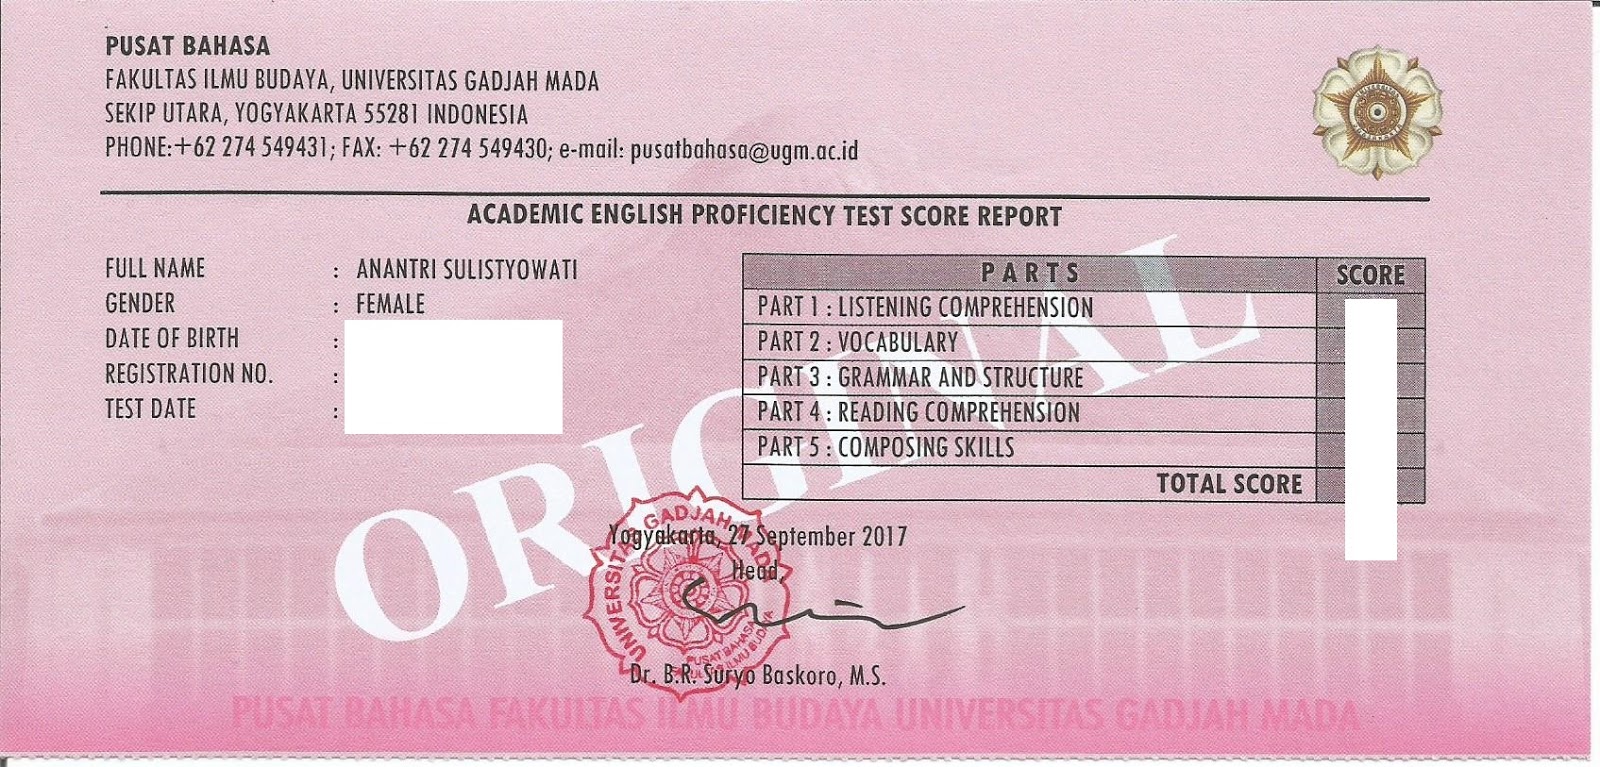 PUSAT BAHASA
FAKULTAS ILMU BUDAYA, UNIVERSITAS GADJAH MADA
SEKIP UTARA, YOGYAKARTA 55281 INDONESIA
PHONE:+62 274 549431; FAX: +62 274 549430; e-mail: pusatbahasa@ugm.ac.id
ACADEMIC ENGLISH PROFICIENCY TEST SCORE REPORT
FULL NAME : ANANTRI SULISTYOWATI
GENDER : FEMALE
DATE OF BIRTH :
REGISTRATION NO. :
TEST DATE :
PARTS SCORE
PART 1 : LISTENING COMPREHENSION
PART 2 : VOCABULARY
PART 3 : GRAMMAR AND STRUCTURE
PART 4 : READING COMPREHENSION
PART 5 : COMPOSING SKILLS
TOTAL SCORE
ORIGINAL
Yogyakarta, 27 September 2017
Head,
UNIVERSITAS GADJAH MADA
PUSAT BAHASA
FAKULTAS ILMU BUDAYA
Dr. B.R. Suryo Baskoro, M.S.
PUSAT BAHASA FAKULTAS ILMU BUDAYA UNIVERSITAS GADJAH MADA